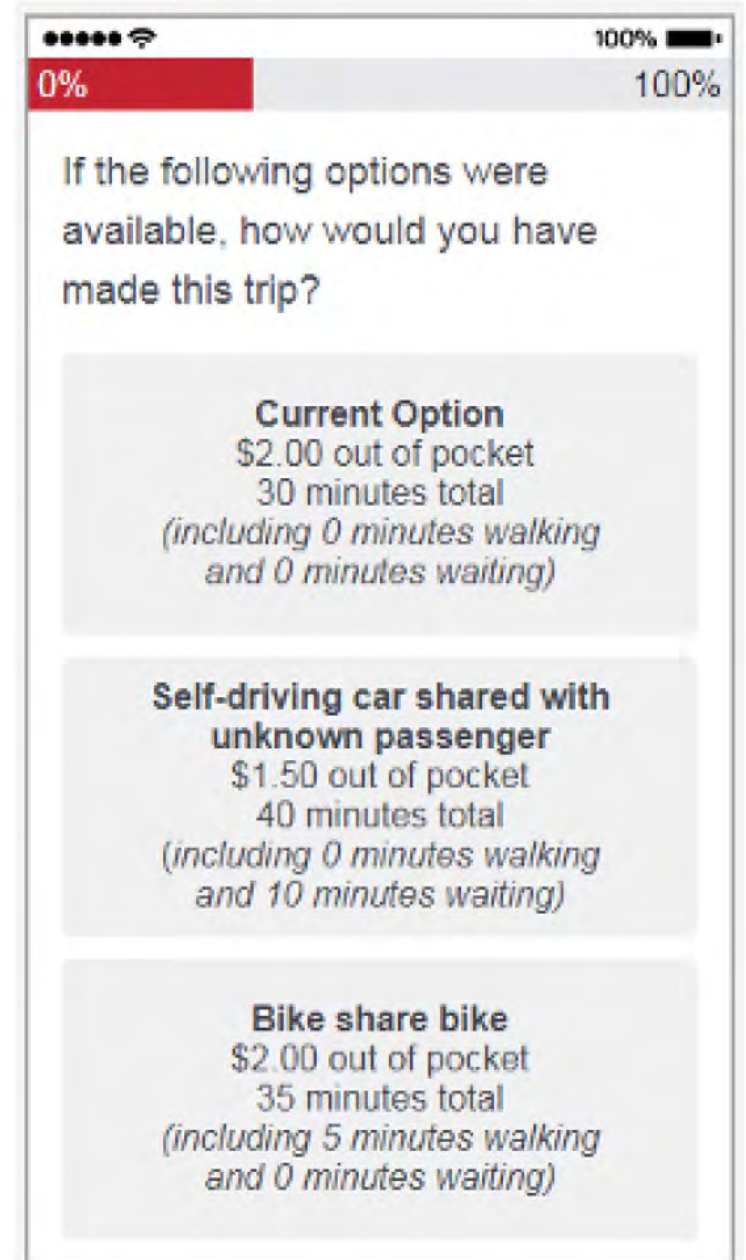 100%
0% 100%
If the following options were
available, how would you have
made this trip?
Current Option
$2.00 out of pocket
30 minutes total
(including 0 minutes walking
and 0 minutes waiting)
Self-driving car shared with
unknown passenger
$1.50 out of pocket
40 minutes total
(including 0 minutes walking
and 10 minutes waiting)
Bike share bike
$2.00 out of pocket
35 minutes total
(including 5 minutes walking
and 0 minutes waiting)